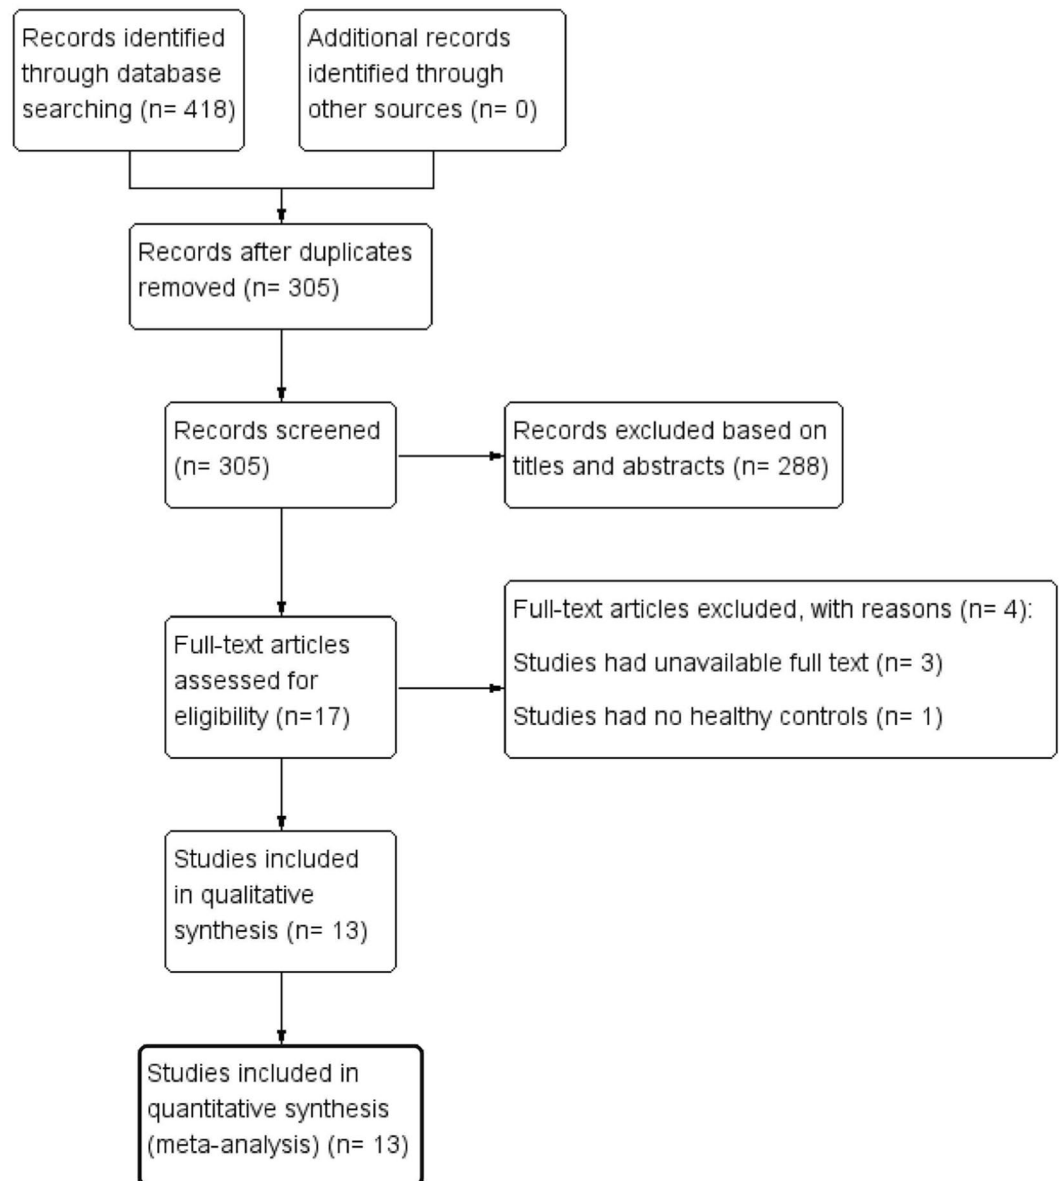 Records identified
through database
searching (n= 418)
Additional records
identified through
other sources (n= 0)
Records after duplicates
removed (n= 305)
Records screened
(n= 305)
Records excluded based on
titles and abstracts (n= 288)
Full-text articles
assessed for
eligibility (n=17)
Full-text articles excluded, with reasons (n= 4):
Studies had unavailable full text (n= 3)
Studies had no healthy controls (n= 1)
Studies included
in qualitative
synthesis (n= 13)
Studies included in
quantitative synthesis
(meta-analysis) (n= 13)